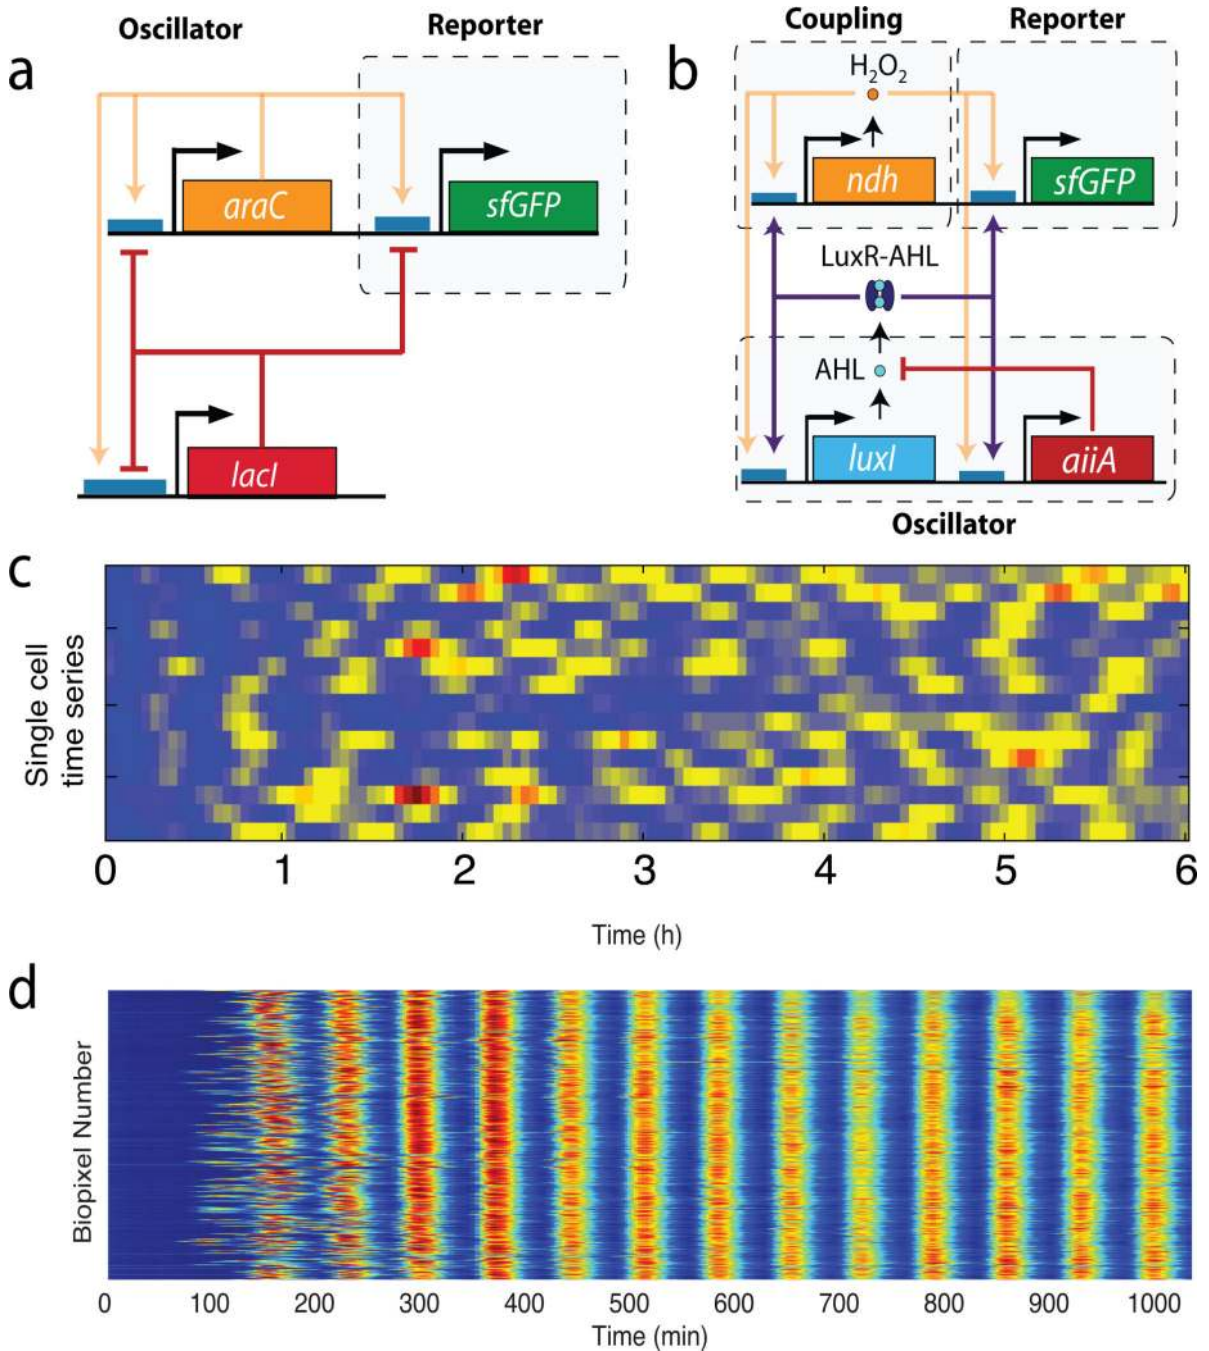 a
Oscillator
Reporter
araC
sfGFP
lacI
b
Coupling
Reporter
H₂O₂
ndh
sfGFP
LuxR-AHL
AHL
luxI
aiiA
Oscillator
c
Single cell
time series
0 1 2 3 4 5 6
Time (h)
d
Biopixel Number
0 100 200 300 400 500 600 700 800 900 1000
Time (min)